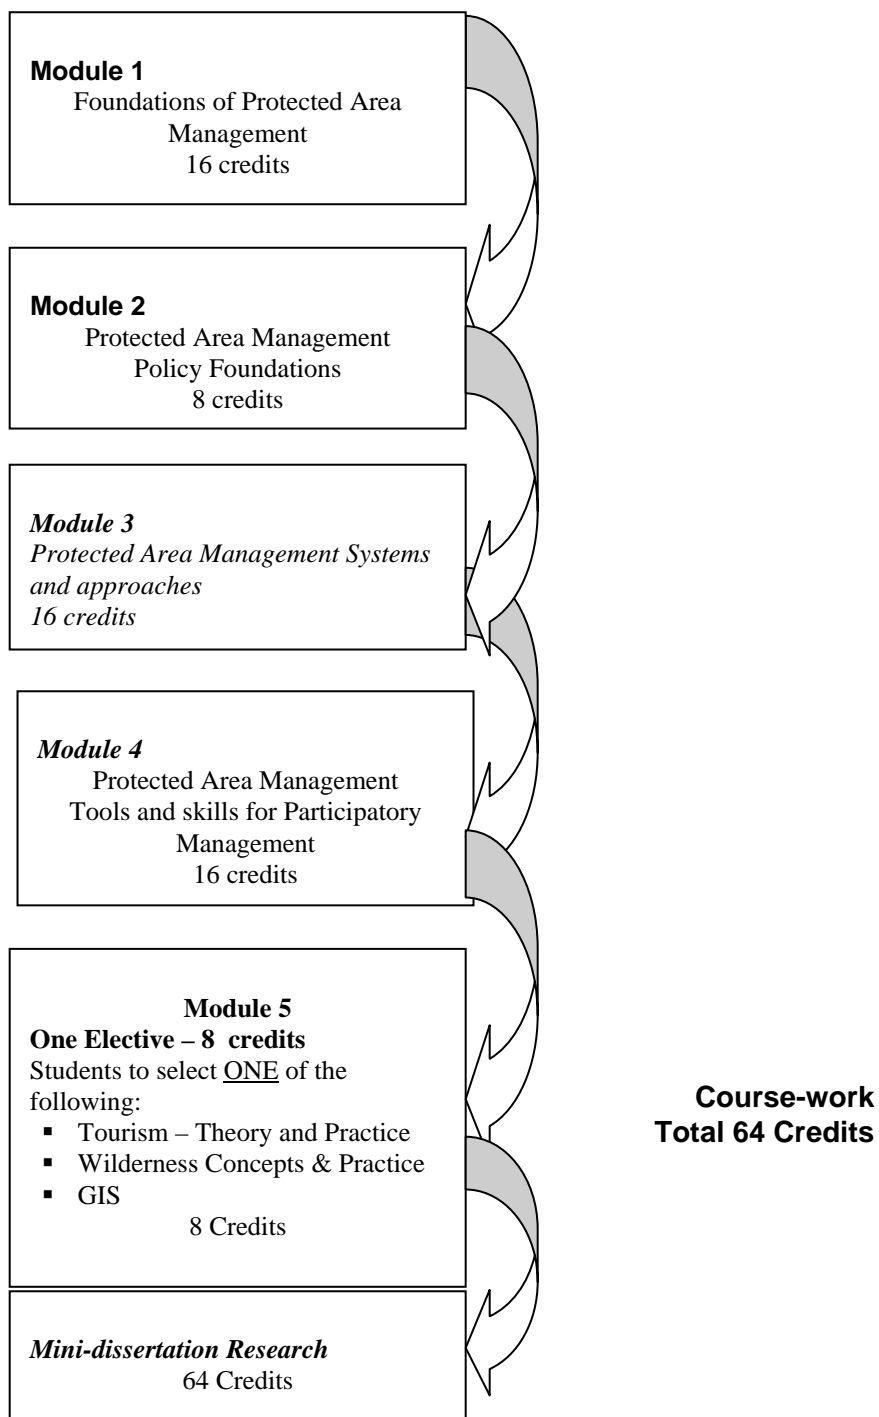 Module 1
Foundations of Protected Area
Management
16 credits
Module 2
Protected Area Management
Policy Foundations
8 credits
Module 3
Protected Area Management Systems
and approaches
16 credits
Module 4
Protected Area Management
Tools and skills for Participatory
Management
16 credits
Module 5
One Elective – 8 credits
Students to select ONE of the
following:
▪ Tourism – Theory and Practice
▪ Wilderness Concepts & Practice
▪ GIS
8 Credits
Course-work
Total 64 Credits
Mini-dissertation Research
64 Credits